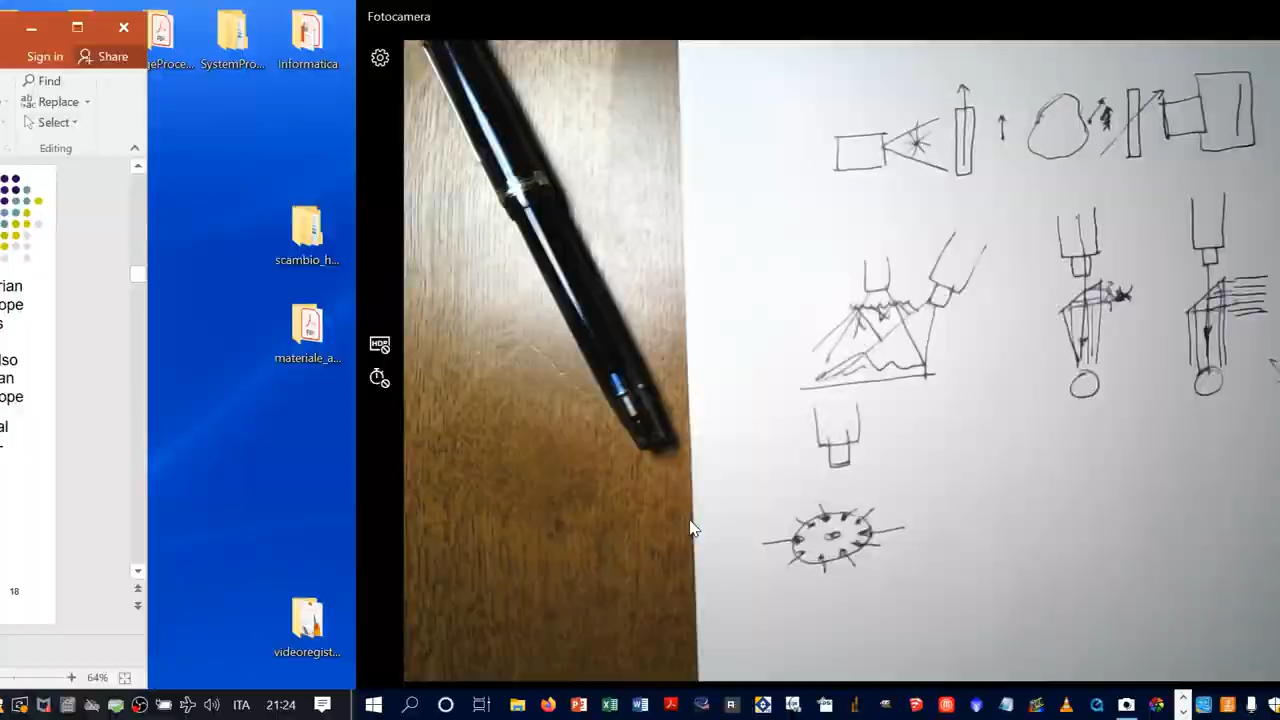 Fotocamera
Sign in
Share
Find
Replace
Select
Editing
rian
ope
s
lso
an
ope
al
-
18
64%
SystemPro...
Informatica
scambio_h...
materiale_a...
videoregist...
HDR
ITA
21:24